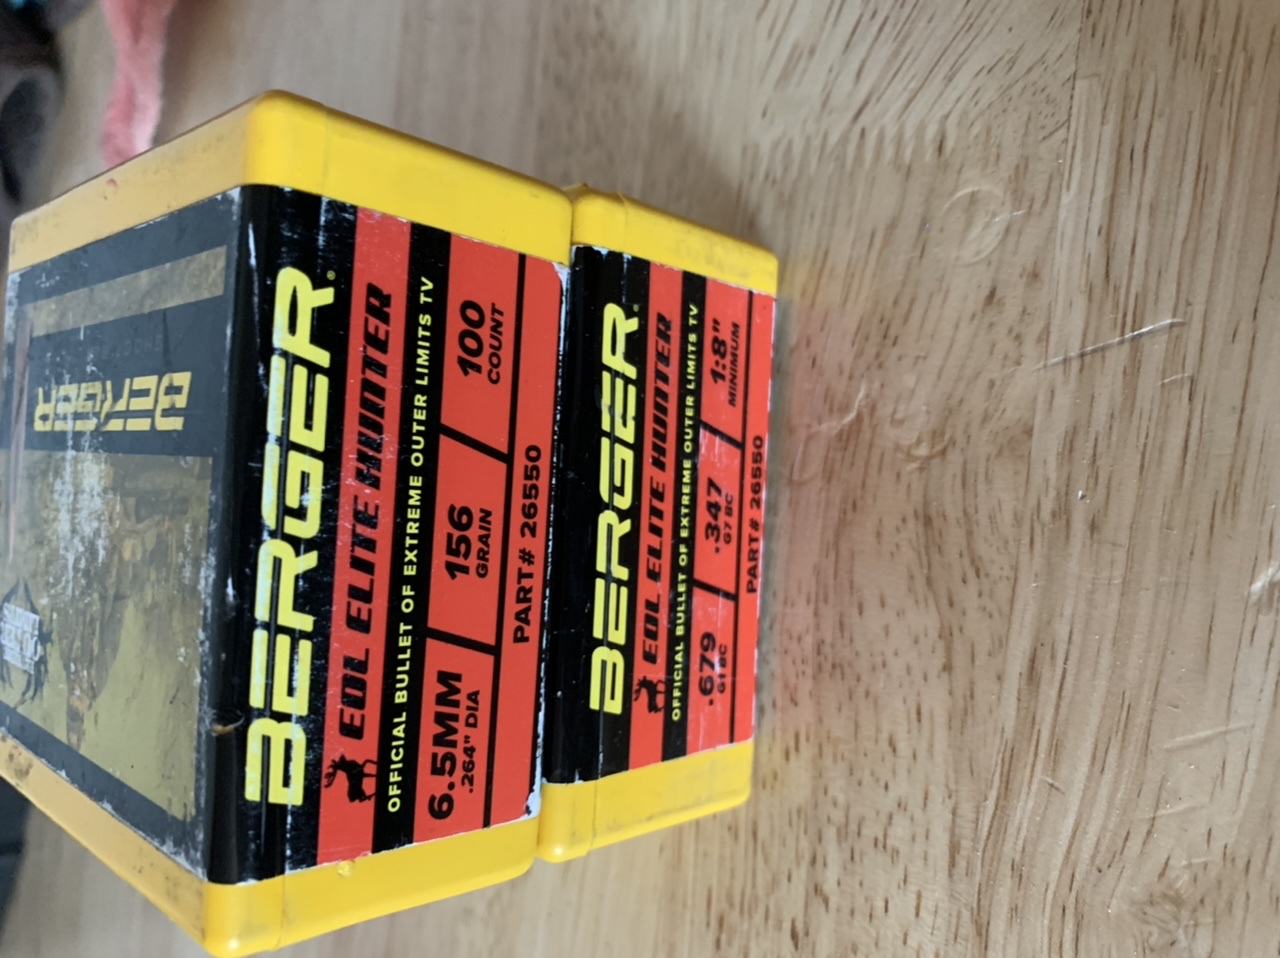 BERGER
BERGER®
EOL ELITE HUNTER
OFFICIAL BULLET OF EXTREME OUTER LIMITS TV
6.5MM 156 100
.264" DIA GRAIN COUNT
PART# 26550
BERGER
EOL ELITE HUNTER
OFFICIAL BULLET OF EXTREME OUTER LIMITS TV
.679 .347 1:8"
G1 BC G7 BC MINIMUM
PART# 26550